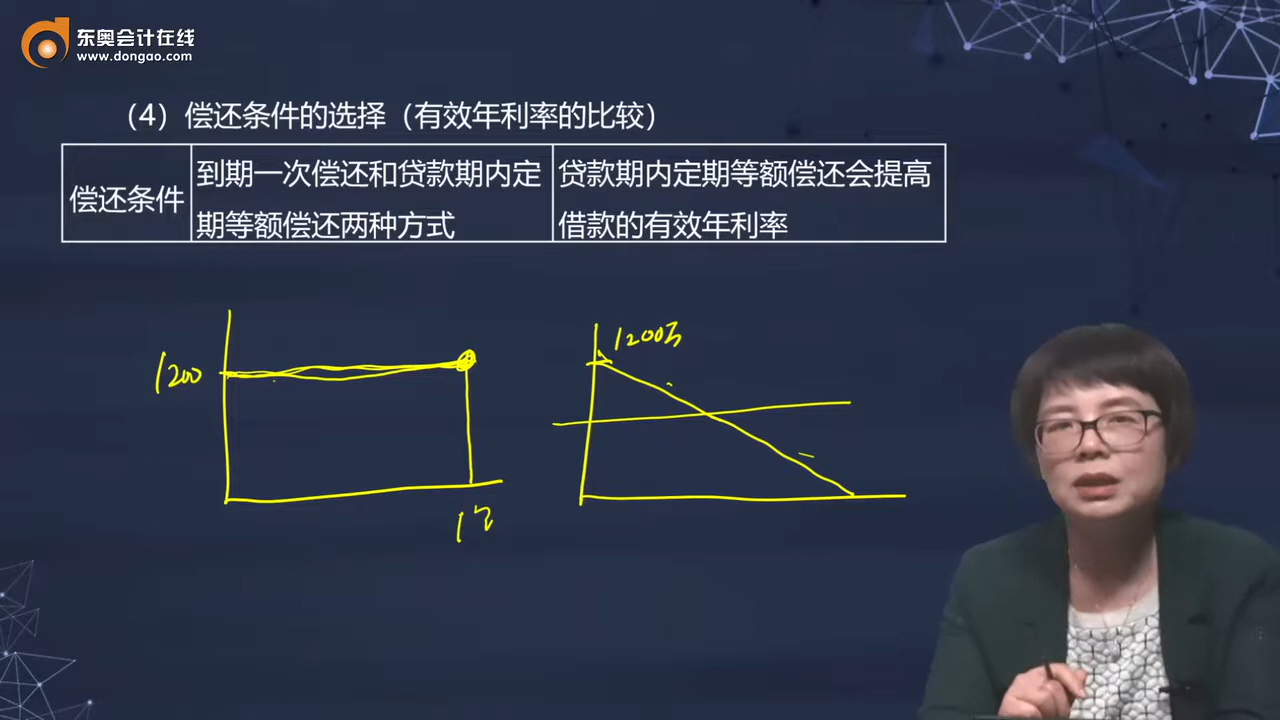 东奥会计在线
www.dongao.com
（4）偿还条件的选择（有效年利率的比较）
偿还条件
到期一次偿还和贷款期内定
期等额偿还两种方式
贷款期内定期等额偿还会提高
借款的有效年利率
1200
1200万